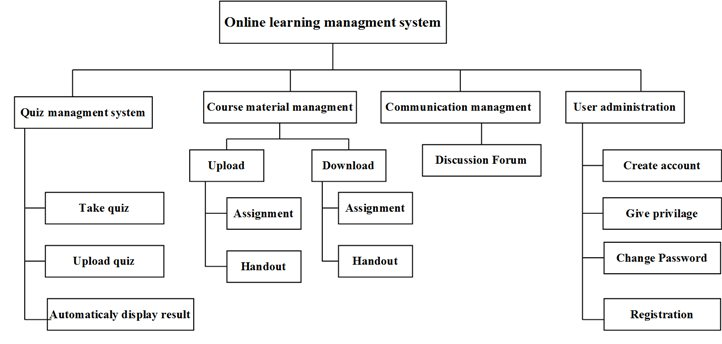 Online learning managment system
Quiz managment system
Course material managment
Communication managment
User administration
Upload
Download
Discussion Forum
Create account
Take quiz
Assignment
Assignment
Give privilage
Upload quiz
Handout
Handout
Change Password
Automaticaly display result
Registration